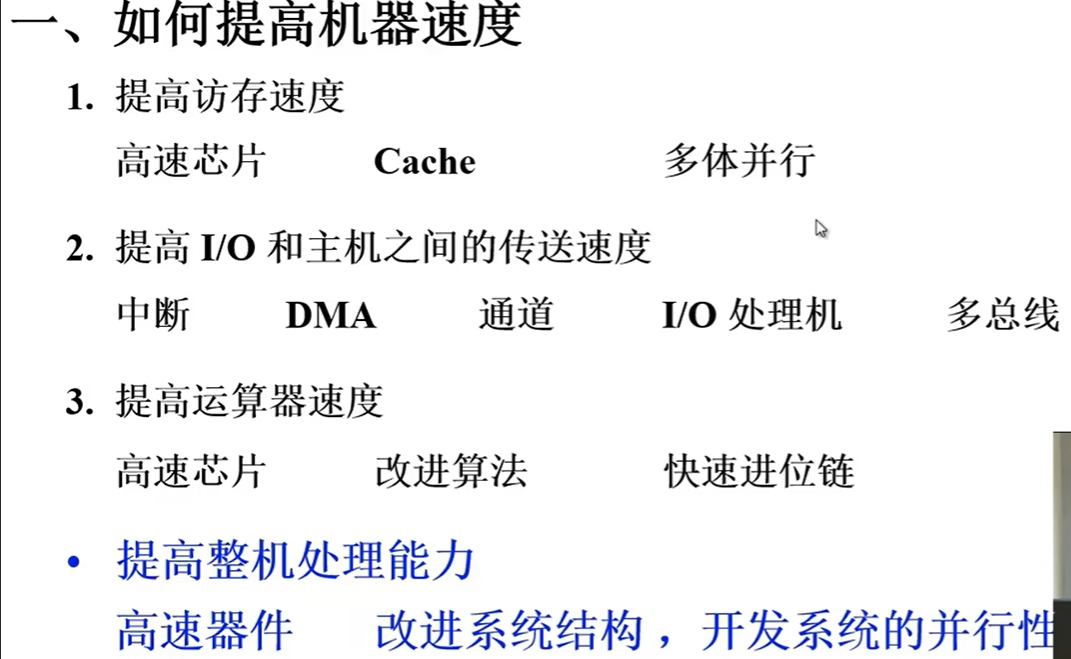 一、如何提高机器速度
1. 提高访存速度
高速芯片 Cache 多体并行
2. 提高 I/O 和主机之间的传送速度
中断 DMA 通道 I/O 处理机 多总线
3. 提高运算器速度
高速芯片 改进算法 快速进位链
• 提高整机处理能力
高速器件 改进系统结构 ，开发系统的并行性